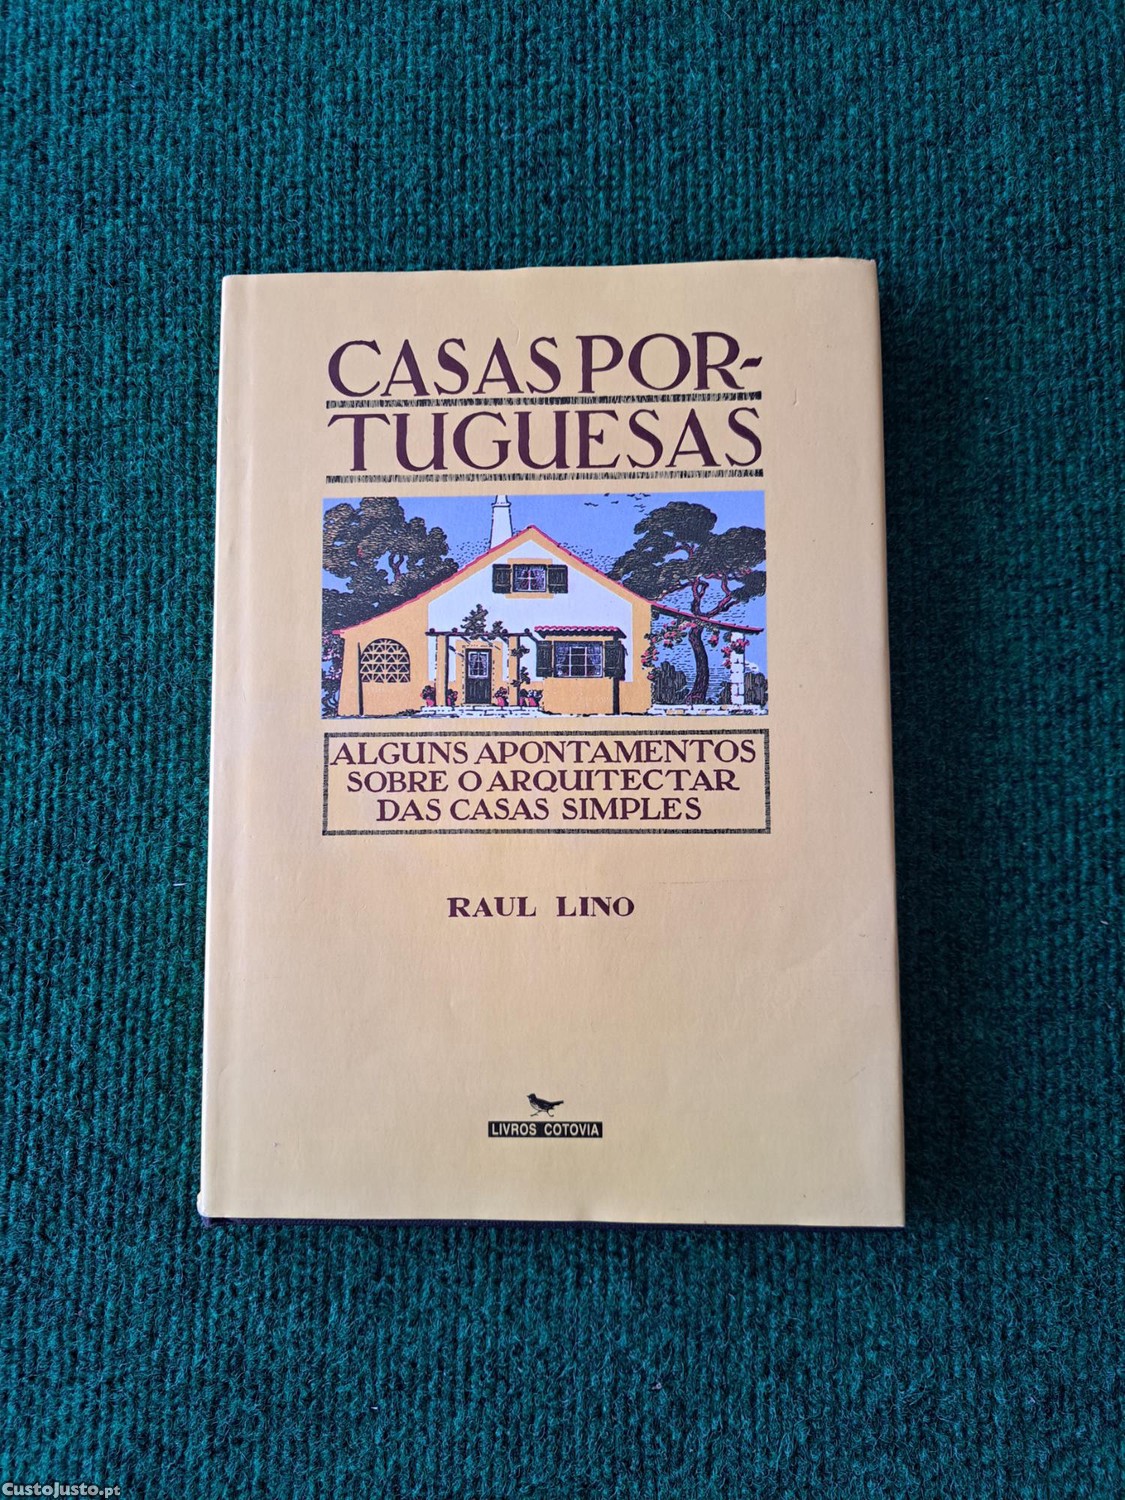 CASAS POR-
TUGUESAS
ALGUNS APONTAMENTOS
SOBRE O ARQUITECTAR
DAS CASAS SIMPLES
RAUL LINO
LIVROS COTOVIA
CustoJusto.pt